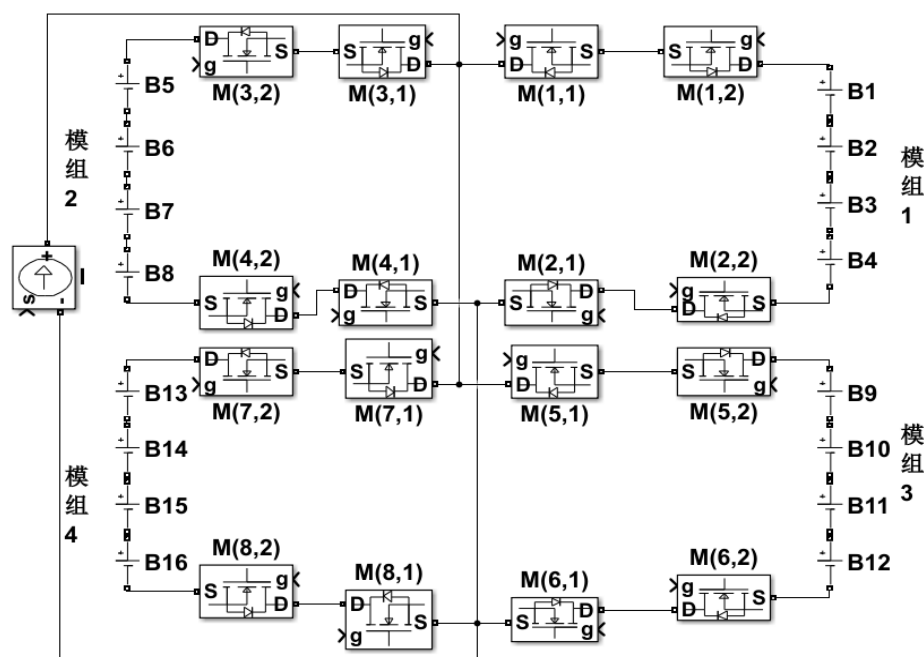 D S g
M(3,2)
S g D
M(3,1)
g D S
M(1,1)
S g D
M(1,2)
B5
B6
B7
B8
模
组
2
B1
B2
B3
B4
模
组
1
+
I
s
-
M(4,2)
S g D
M(4,1)
D g S
M(2,1)
S D g
M(2,2)
g D S
D g S
M(7,2)
S g D
M(7,1)
g D S
M(5,1)
S D g
M(5,2)
B13
B14
B15
B16
模
组
4
B9
B10
B11
B12
模
组
3
M(8,2)
S g D
M(8,1)
D g S
M(6,1)
S D g
M(6,2)
g D S